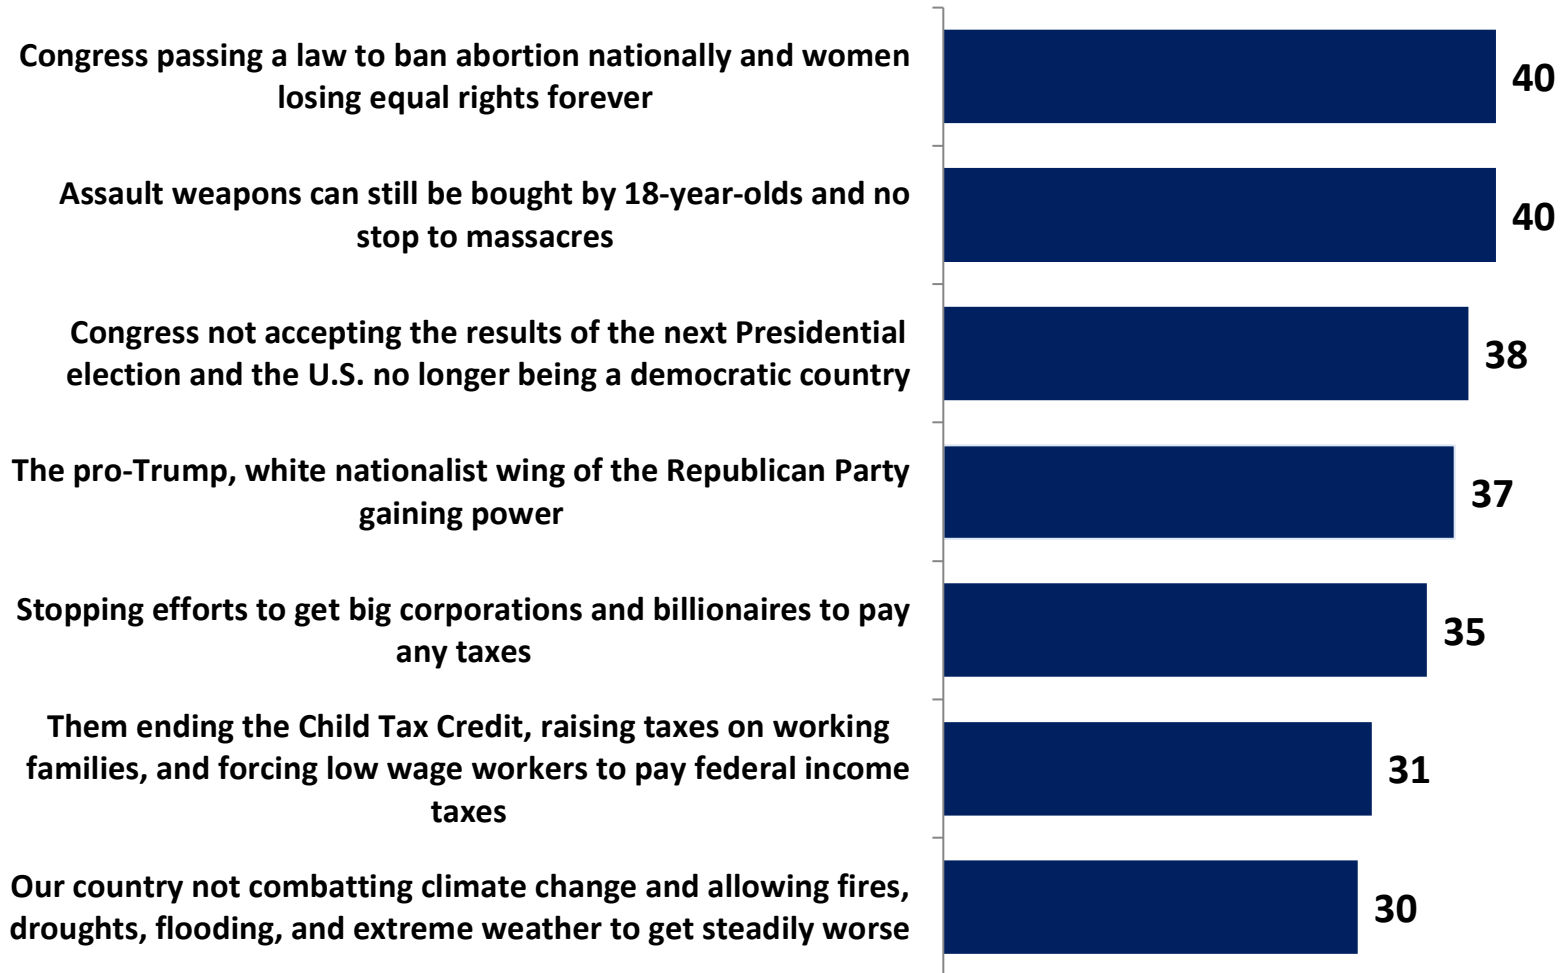 Congress passing a law to ban abortion nationally and women
losing equal rights forever
40
Assault weapons can still be bought by 18-year-olds and no
stop to massacres
40
Congress not accepting the results of the next Presidential
election and the U.S. no longer being a democratic country
38
The pro-Trump, white nationalist wing of the Republican Party
gaining power
37
Stopping efforts to get big corporations and billionaires to pay
any taxes
35
Them ending the Child Tax Credit, raising taxes on working
families, and forcing low wage workers to pay federal income
taxes
31
Our country not combatting climate change and allowing fires,
droughts, flooding, and extreme weather to get steadily worse
30